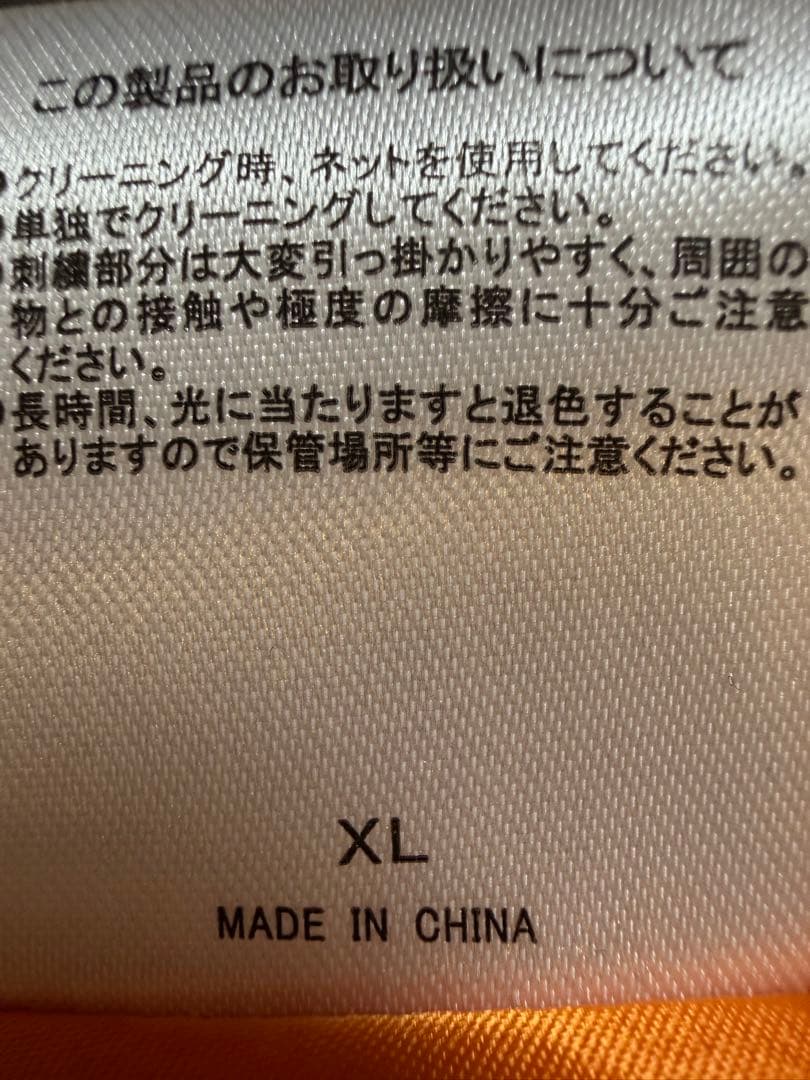 この製品のお取り扱いについて
●クリーニング時、ネットを使用してください。
●単独でクリーニングしてください。
●刺繍部分は大変引っ掛かりやすく、周囲の
物との接触や極度の摩擦に十分ご注意
ください。
●長時間、光に当たりますと退色することが
ありますので保管場所等にご注意ください。
XL
MADE IN CHINA